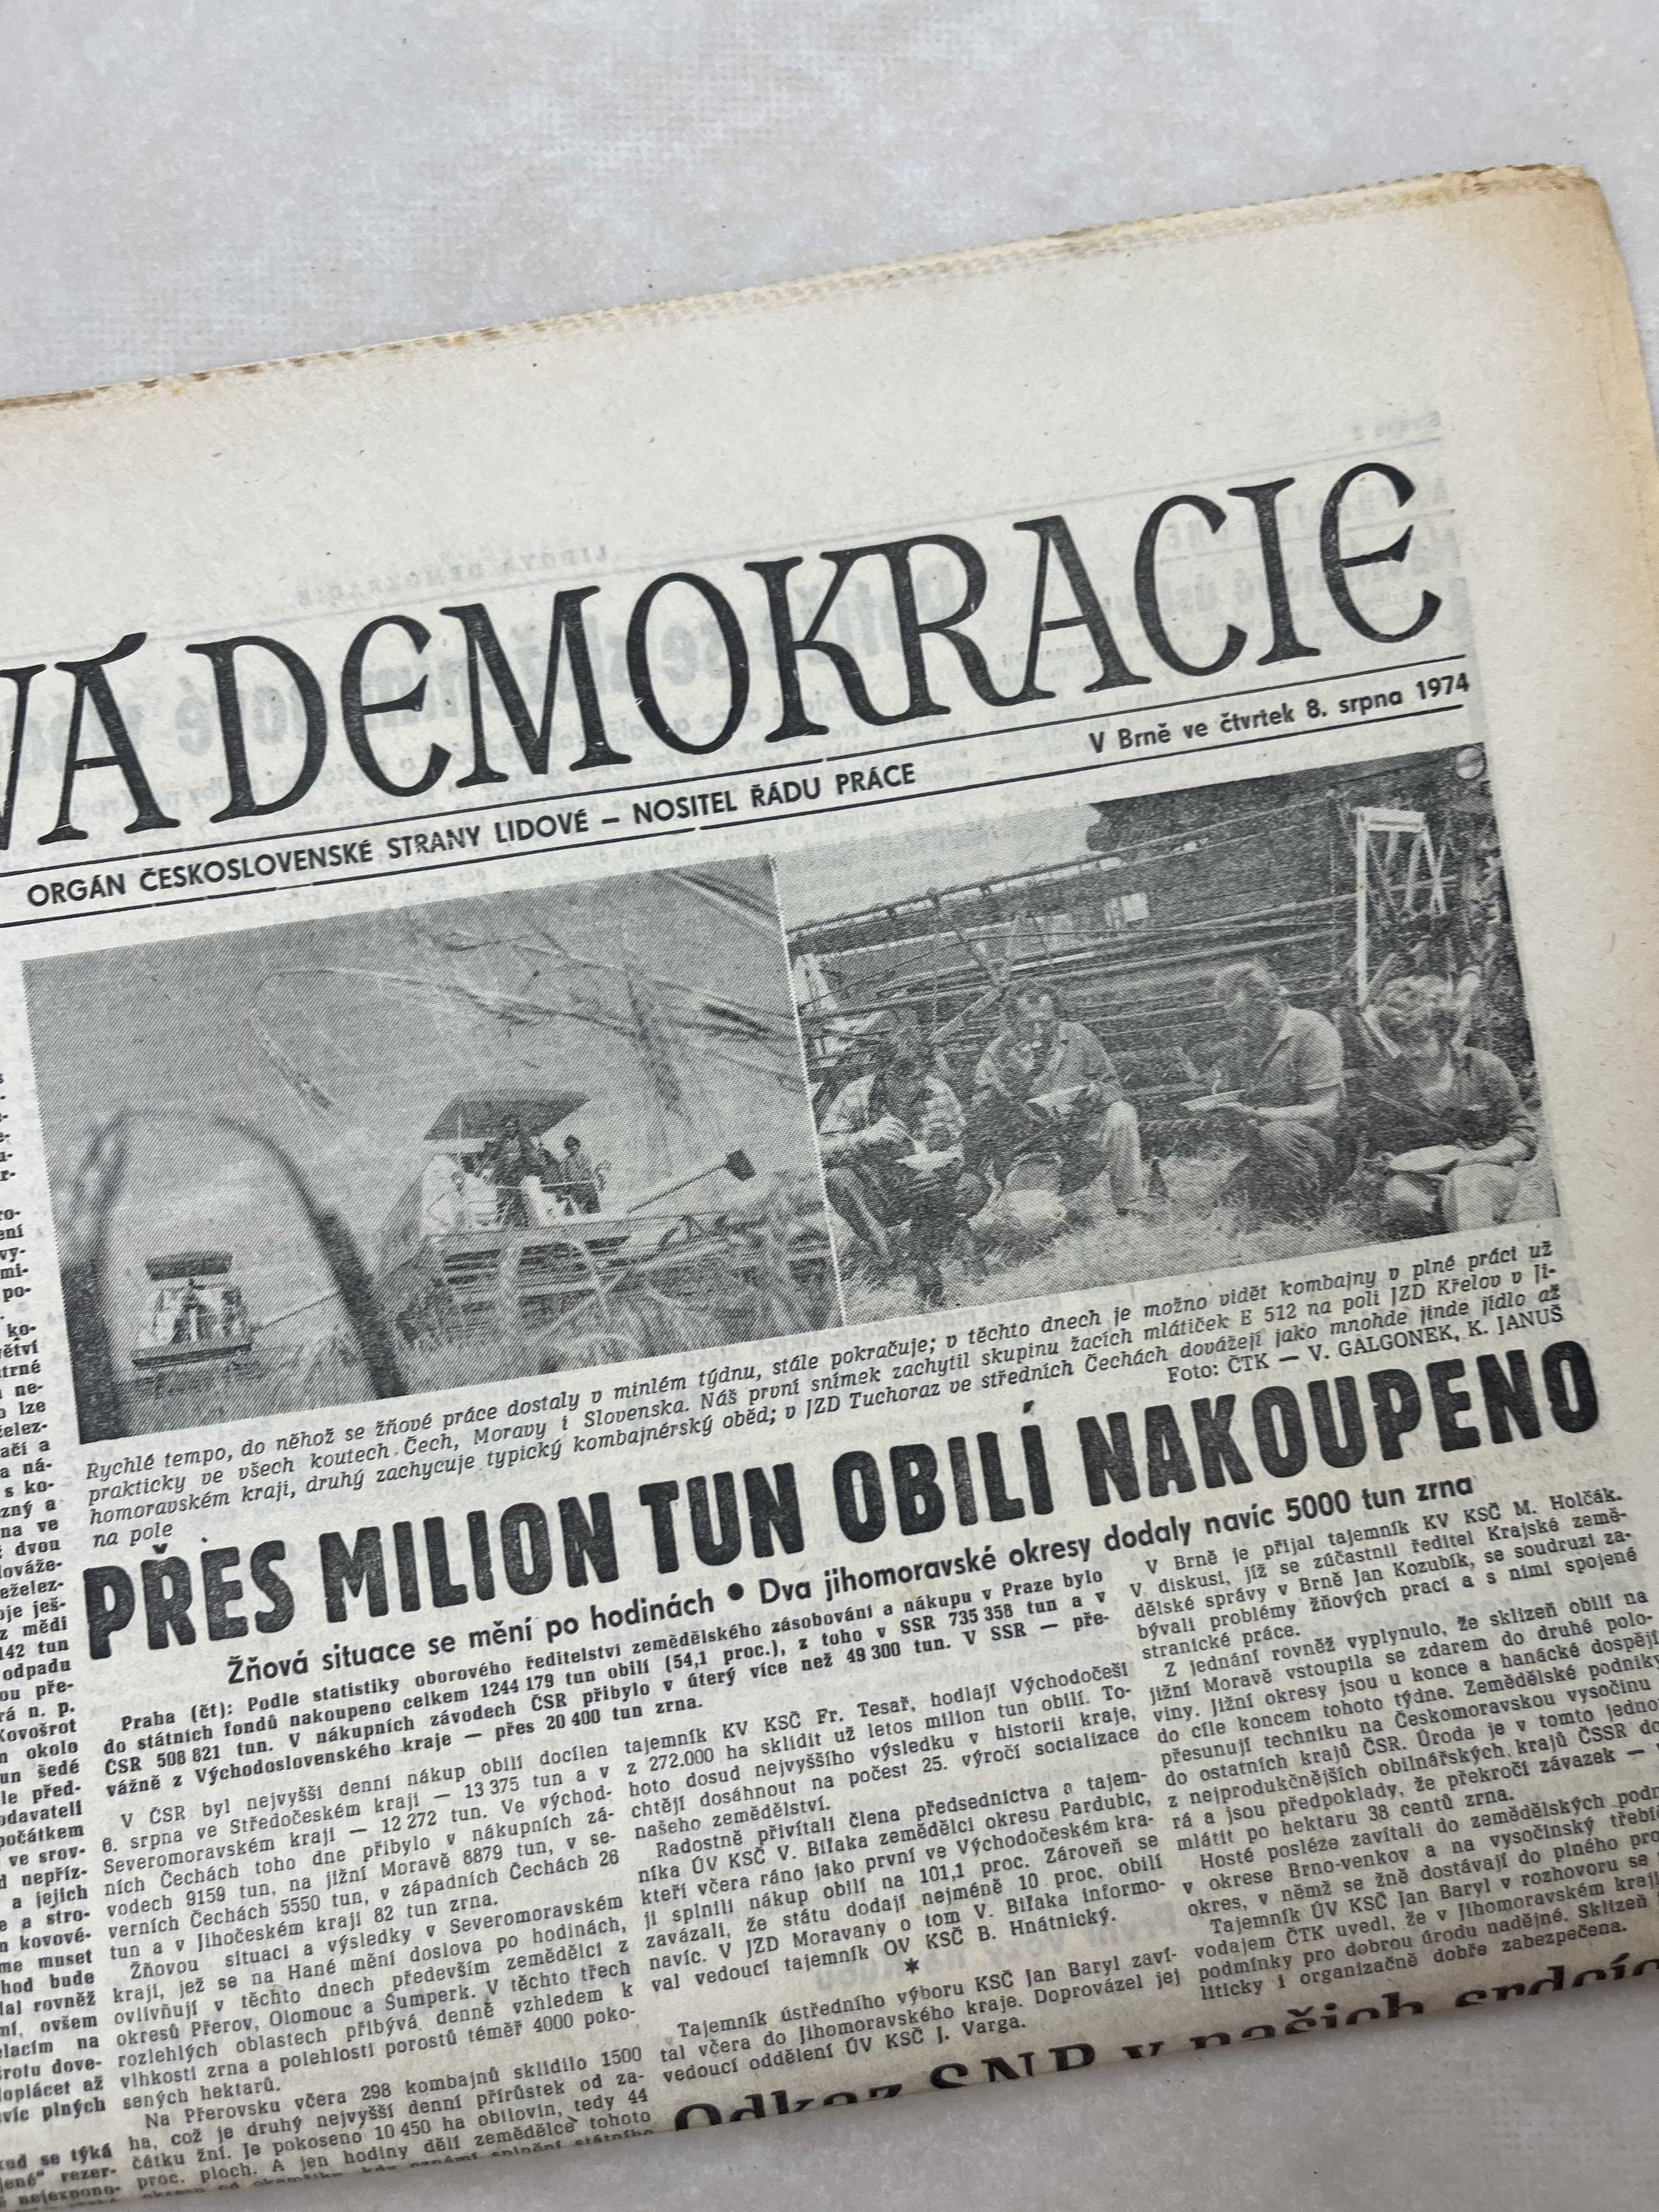 VÁ DEMOKRACIE
ORGÁN ČESKOSLOVENSKÉ STRANY LIDOVÉ – NOSITEL ŘÁDU PRÁCE
V Brně ve čtvrtek 8. srpna 1974
Rychlé tempo, do něhož se žňové práce dostaly v minlém týdnu, stále pokračuje; v těchto dnech je možno vidět kombajny v plné práci už
prakticky ve všech koutech Čech, Moravy i Slovenska. Náš první snímek zachytil skupinu žacích mlátiček E 512 na poli JZD Křelov v Ji-
homoravském kraji, druhý zachycuje typický kombajnérský oběd; v JZD Tuchoraz ve středních Čechách dovážejí jako mnohde jinde jídlo až
na pole
Foto: ČTK — V. GALGONEK, K. JANUŠ
PŘES MILION TUN OBILÍ NAKOUPENO
Žňová situace se mění po hodinách ● Dva jihomoravské okresy dodaly navíc 5000 tun zrna
Praha (čt): Podle statistiky oborového ředitelství zemědělského zásobování a nákupu v Praze bylo
do státních fondů nakoupeno celkem 1244 179 tun obilí (54,1 proc.), z toho v SSR 735 358 tun a v
ČSR 508 821 tun. V nákupních závodech ČSR přibylo v úterý více než 49 300 tun. V SSR — pře-
vážně z Východoslovenského kraje — přes 20 400 tun zrna.
V ČSR byl nejvyšší denní nákup obilí docílen
6. srpna ve Středočeském kraji — 13 375 tun a v
Severomoravském kraji — 12 272 tun. Ve východ-
ních Čechách toho dne přibylo v nákupních zá-
vodech 9159 tun, na jižní Moravě 8879 tun, v se-
verních Čechách 5550 tun, v západních Čechách 26
tun a v Jihočeském kraji 82 tun zrna.
Žňovou situaci a výsledky v Severomoravském
kraji, jež se na Hané mění doslova po hodinách,
ovlivňují v těchto dnech především zemědělci z
okresů Přerov, Olomouc a Šumperk. V těchto třech
rozlehlých oblastech přibývá denně vzhledem k
vlhkosti zrna a polehlosti porostů téměř 4000 poko-
sených hektarů.
Na Přerovsku včera 298 kombajnů sklidilo 1500
ha, což je druhý nejvyšší denní přírůstek od za-
čátku žní. Je pokoseno 10 450 ha obilovin, tedy 44
proc. ploch. A jen hodiny dělí zemědělce tohoto
tajemník KV KSČ Fr. Tesař, hodlají Východočeši
z 272.000 ha sklidit už letos milion tun obilí. To-
hoto dosud nejvyššího výsledku v historii kraje,
chtějí dosáhnout na počest 25. výročí socializace
našeho zemědělství.
Radostně přivítali člena předsednictva a tajem-
níka ÚV KSČ V. Biľaka zemědělci okresu Pardubic,
kteří včera ráno jako první ve Východočeském kra-
ji splnili nákup obilí na 101,1 proc. Zároveň se
zavázali, že státu dodají nejméně 10 proc. obilí
navíc. V JZD Moravany o tom V. Biľaka informo-
val vedoucí tajemník OV KSČ B. Hnátnický.
*
Tajemník ústředního výboru KSČ Jan Baryl zaví-
tal včera do Jihomoravského kraje. Doprovázel jej
vedoucí oddělení ÚV KSČ J. Varga.
V Brně je přijal tajemník KV KSČ M. Holčák.
V diskusi, jíž se zúčastnil ředitel Krajské země-
dělské správy v Brně Jan Kozubík, se soudruzi za-
bývali problémy žňových prací a s nimi spojené
stranické práce.
Z jednání rovněž vyplynulo, že sklizeň obilí na
jižní Moravě vstoupila se zdarem do druhé polo-
viny. Jižní okresy jsou u konce a hanácké dospějí
do cíle koncem tohoto týdne. Zemědělské podniky
přesunují techniku na Českomoravskou vysočinu
do ostatních krajů ČSR. Úroda je v tomto jedno
z nejprodukčnějších obilnářských krajů ČSSR do
rá a jsou předpoklady, že překročí závazek —
mlátit po hektaru 38 centů zrna.
Hosté posléze zavítali do zemědělských podn
v okrese Brno-venkov a na vysočinský třebí
okres, v němž se žně dostávají do plného pro
Tajemník ÚV KSČ Jan Baryl v rozhovoru se
vodajem ČTK uvedl, že v Jihomoravském kraji
podmínky pro dobrou úrodu nadějné. Sklizeň
liticky i organizačně dobře zabezpečena.
Odkaz SNP v našich srdcích